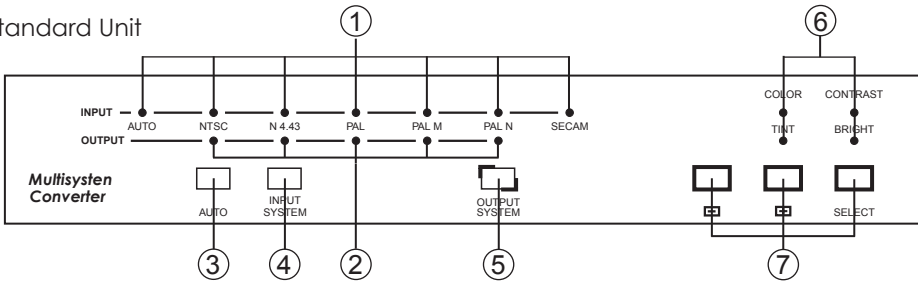 tandard Unit
1 6
COLOR CONTRAST
INPUT
AUTO NTSC N 4.43 PAL PAL M PAL N SECAM TINT BRIGHT
OUTPUT
Multisysten
Converter
AUTO INPUT SYSTEM OUTPUT SYSTEM SELECT
3 4 2 5 7